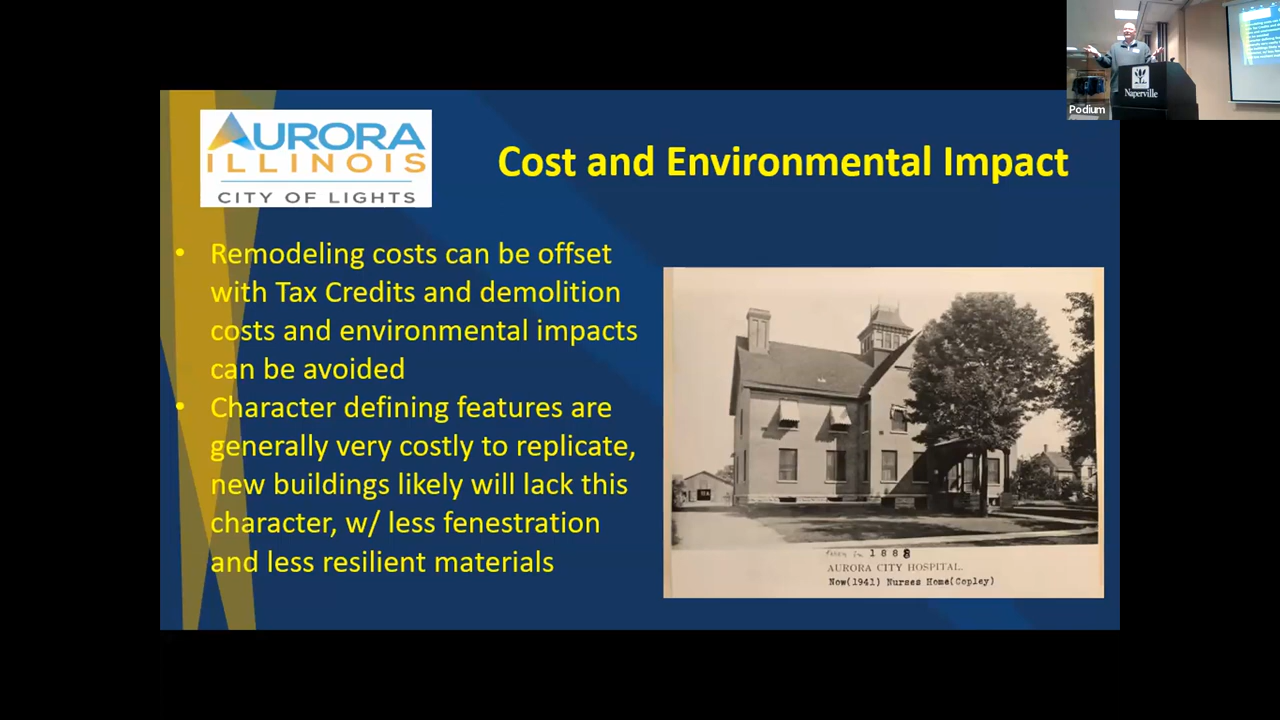 AURORA
ILLINOIS
CITY OF LIGHTS
Cost and Environmental Impact
• Remodeling costs can be offset
with Tax Credits and demolition
costs and environmental impacts
can be avoided
• Character defining features are
generally very costly to replicate,
new buildings likely will lack this
character, w/ less fenestration
and less resilient materials
1888
AURORA CITY HOSPITAL.
Now(1941) Nurses Home(Copley)
Naperville
Podium